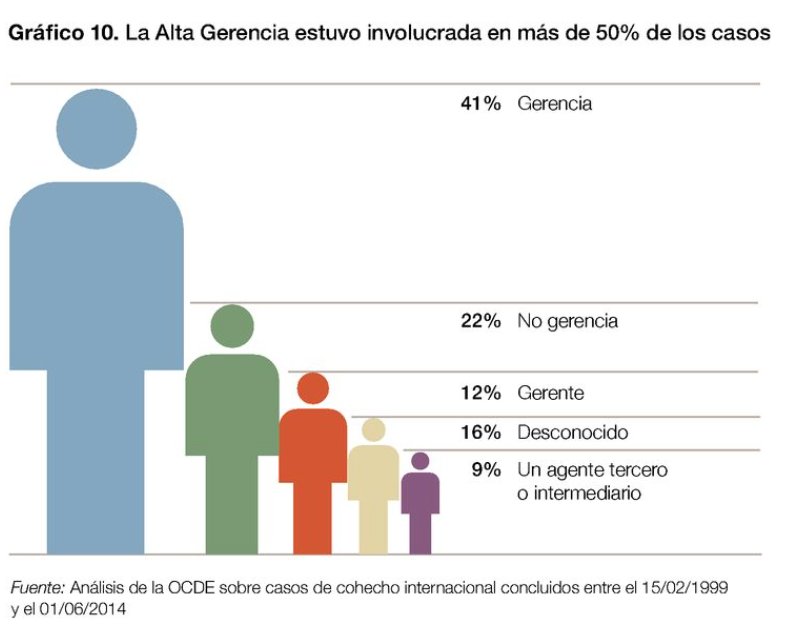 Gráfico 10. La Alta Gerencia estuvo involucrada en más de 50% de los casos
41% Gerencia
22% No gerencia
12% Gerente
16% Desconocido
9% Un agente tercero
o intermediario
Fuente: Análisis de la OCDE sobre casos de cohecho internacional concluidos entre el 15/02/1999
y el 01/06/2014